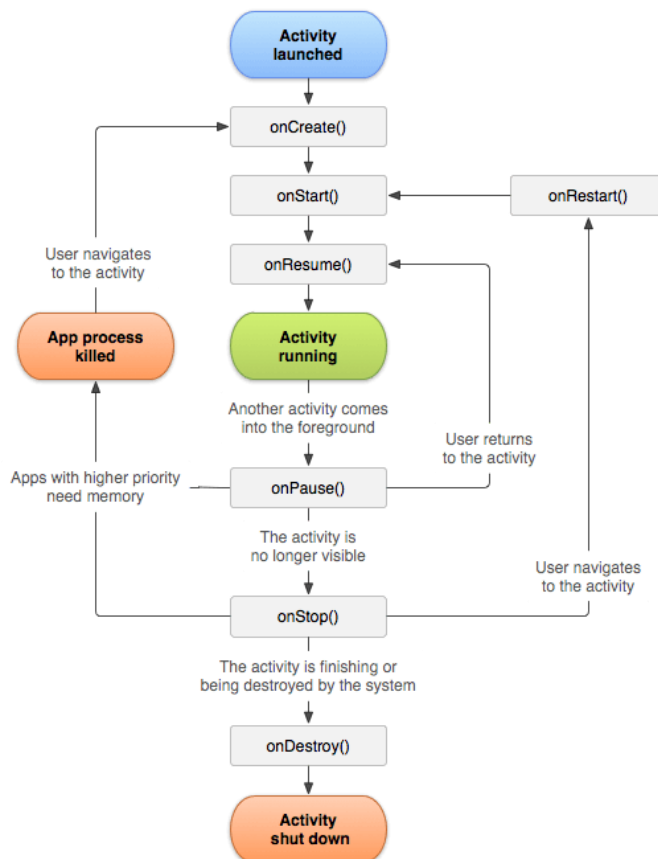 Activity
launched
onCreate()
onStart()
onRestart()
User navigates
to the activity
onResume()
App process
killed
Activity
running
Another activity comes
into the foreground
User returns
to the activity
Apps with higher priority
need memory
onPause()
The activity is
no longer visible
User navigates
to the activity
onStop()
The activity is finishing or
being destroyed by the system
onDestroy()
Activity
shut down